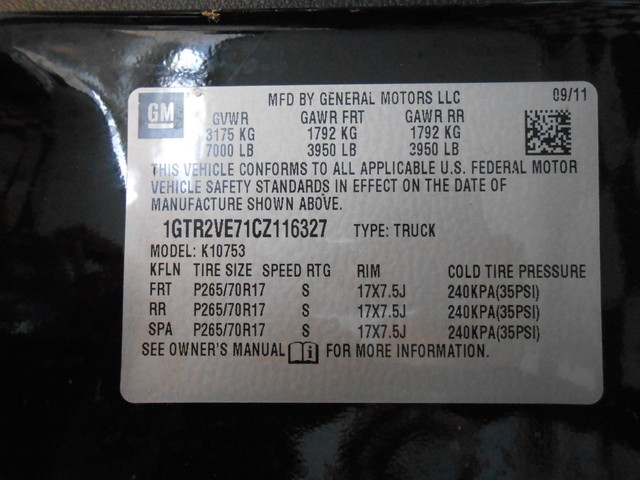 MFD BY GENERAL MOTORS LLC 09/11
GM
GVWR GAWR FRT GAWR RR
3175 KG 1792 KG 1792 KG
7000 LB 3950 LB 3950 LB
THIS VEHICLE CONFORMS TO ALL APPLICABLE U.S. FEDERAL MOTOR
VEHICLE SAFETY STANDARDS IN EFFECT ON THE DATE OF
MANUFACTURE SHOWN ABOVE.
1GTR2VE71CZ116327 TYPE: TRUCK
MODEL: K10753
KFLN TIRE SIZE SPEED RTG RIM COLD TIRE PRESSURE
FRT P265/70R17 S 17X7.5J 240KPA(35PSI)
RR P265/70R17 S 17X7.5J 240KPA(35PSI)
SPA P265/70R17 S 17X7.5J 240KPA(35PSI)
SEE OWNER'S MANUAL i FOR MORE INFORMATION.